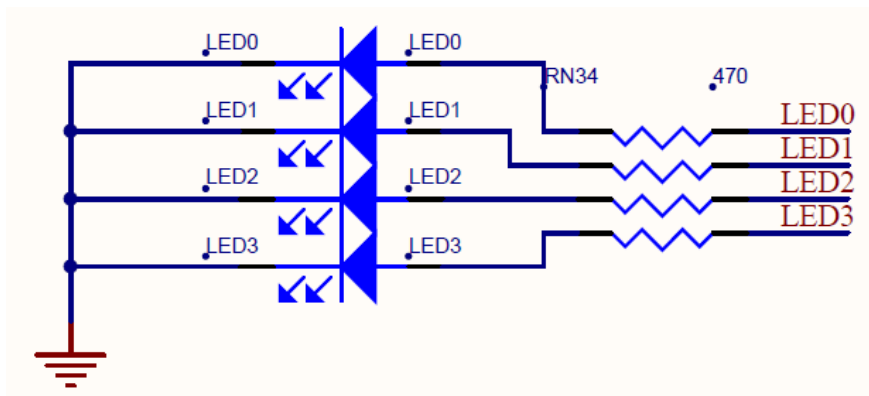 LED0 LED0
RN34 470
LED1 LED1
LED0
LED1
LED2 LED2
LED2
LED3
LED3 LED3